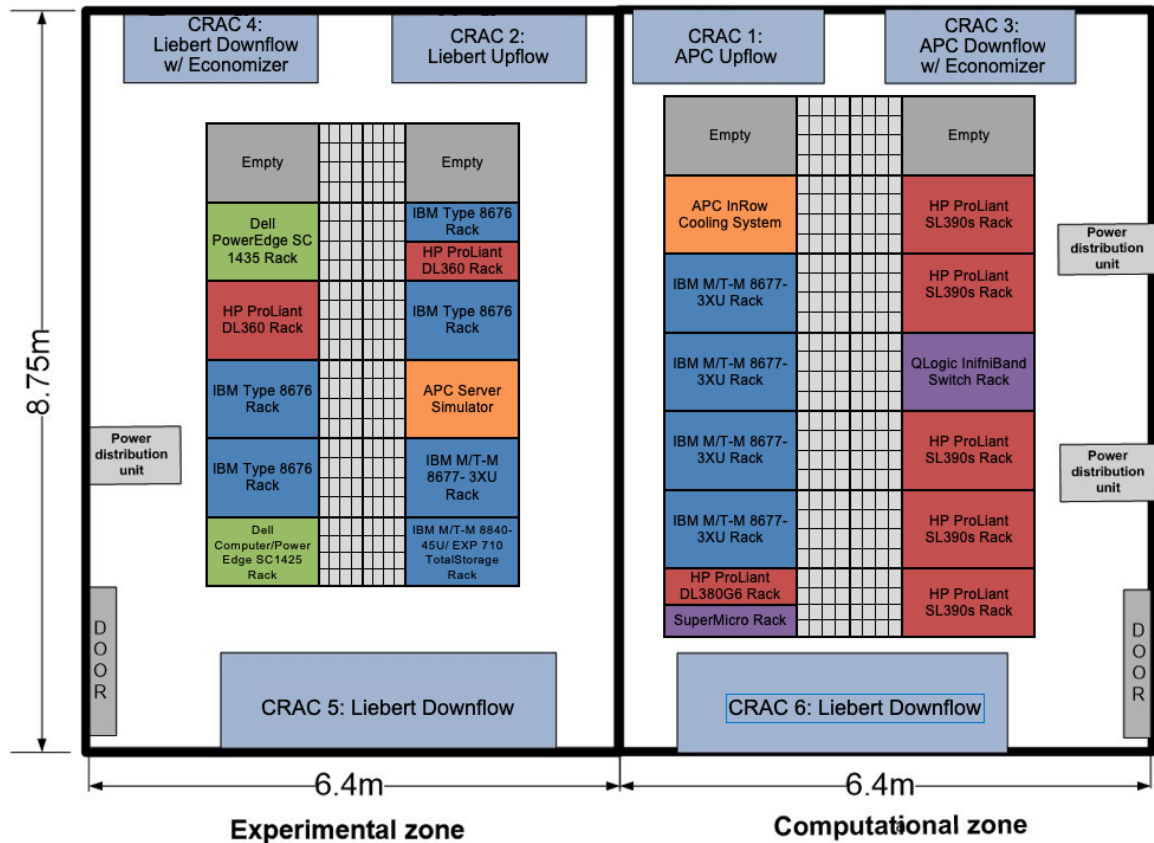 CRAC 4:
Liebert Downflow
w/ Economizer
CRAC 2:
Liebert Upflow
CRAC 1:
APC Upflow
CRAC 3:
APC Downflow
w/ Economizer
8.75m
Empty
Empty
Dell
PowerEdge SC
1435 Rack
IBM Type 8676
Rack
HP ProLiant
DL360 Rack
HP ProLiant
DL360 Rack
IBM Type 8676
Rack
IBM Type 8676
Rack
APC Server
Simulator
IBM Type 8676
Rack
IBM M/T-M
8677- 3XU
Rack
Dell
Computer/Power
Edge SC1425
Rack
IBM M/T-M 8840-
45U/ EXP 710
TotalStorage
Rack
Power
distribution
unit
DOOR
CRAC 5: Liebert Downflow
Empty
Empty
APC InRow
Cooling System
HP ProLiant
SL390s Rack
IBM M/T-M 8677-
3XU Rack
HP ProLiant
SL390s Rack
IBM M/T-M 8677-
3XU Rack
QLogic InifniBand
Switch Rack
IBM M/T-M 8677-
3XU Rack
HP ProLiant
SL390s Rack
IBM M/T-M 8677-
3XU Rack
HP ProLiant
SL390s Rack
HP ProLiant
DL380G6 Rack
SuperMicro Rack
HP ProLiant
SL390s Rack
Power
distribution
unit
Power
distribution
unit
DOOR
CRAC 6: Liebert Downflow
6.4m
6.4m
Experimental zone
Computational zone